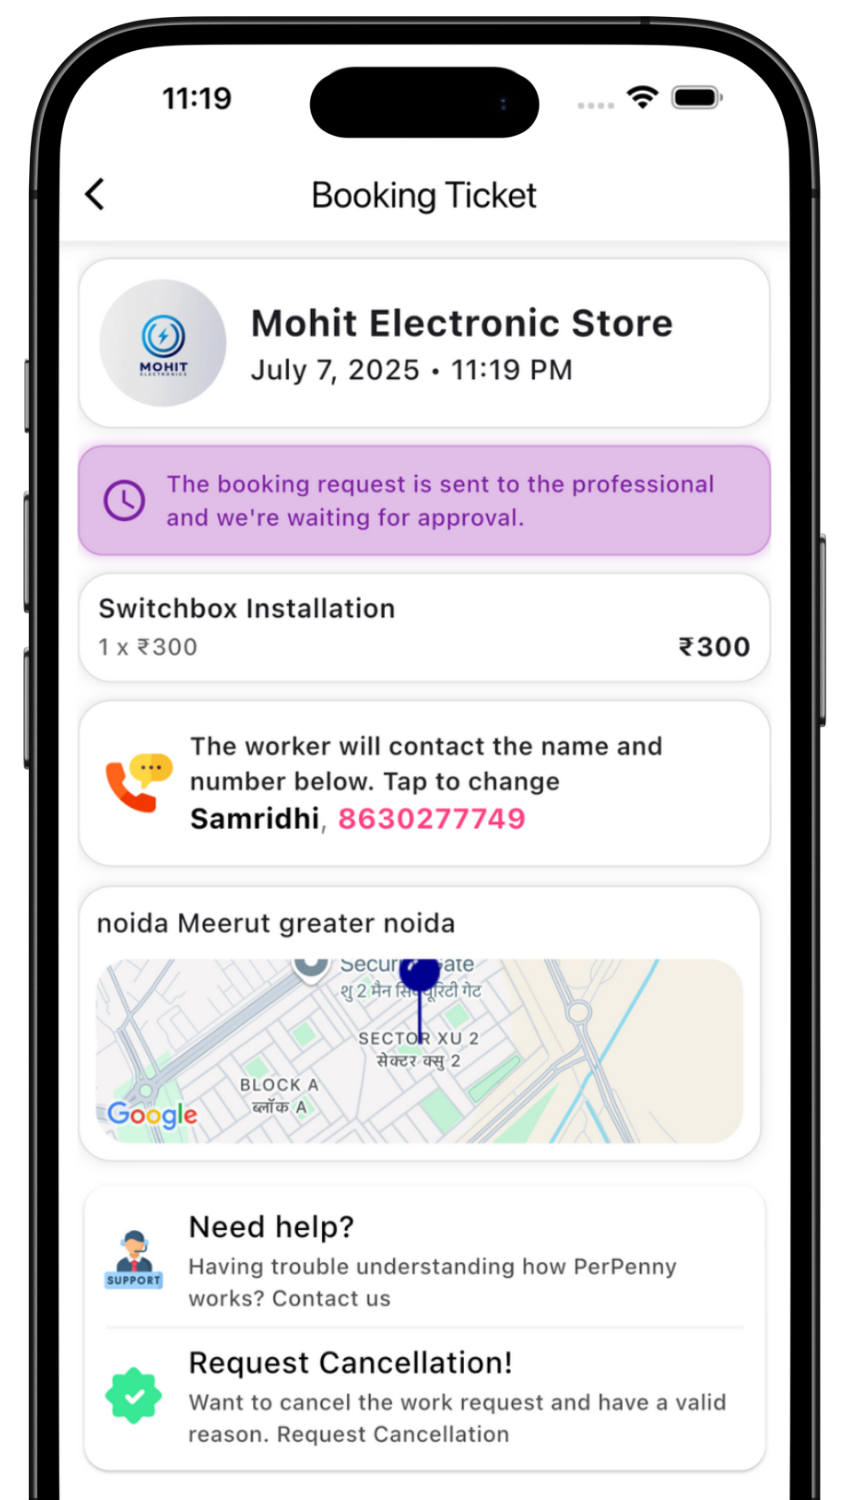 11:19
Booking Ticket
MOHIT
ELECTRONICS
Mohit Electronic Store
July 7, 2025 • 11:19 PM
The booking request is sent to the professional
and we're waiting for approval.
Switchbox Installation
1 x ₹300
₹300
The worker will contact the name and
number below. Tap to change
Samridhi, 8630277749
noida Meerut greater noida
शु 2 मैन
गेट
SECTOR XU 2
सेक्टर क्सु 2
BLOCK A
ब्लॉक A
Google
Need help?
SUPPORT
Having trouble understanding how PerPenny
works? Contact us
Request Cancellation!
Want to cancel the work request and have a valid
reason. Request Cancellation